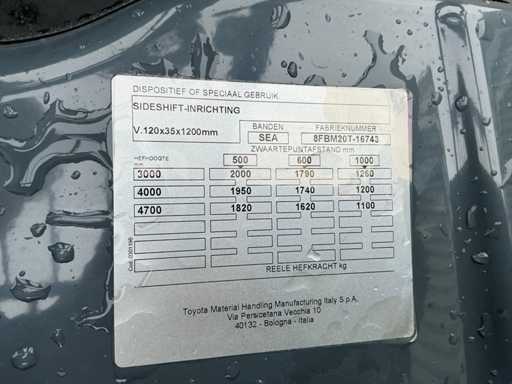 DISPOSITIEF OF SPECIAAL GEBRUIK
SIDESHIFT-INRICHTING
V.120x35x1200mm
BANDEN FABRIEKNUMMER
SEA 8FBM20T-16743
ZWAARTEPUNTAFSTAND mm
HEFHOOGTE 500 600 1000
3000 2000 1790 1250
4000 1950 1740 1200
4700 1820 1620 1100
REELE HEFKRACHT kg
Toyota Material Handling Manufacturing Italy S.p.A.
Via Persicetana Vecchia 10
40132 - Bologna - Italia